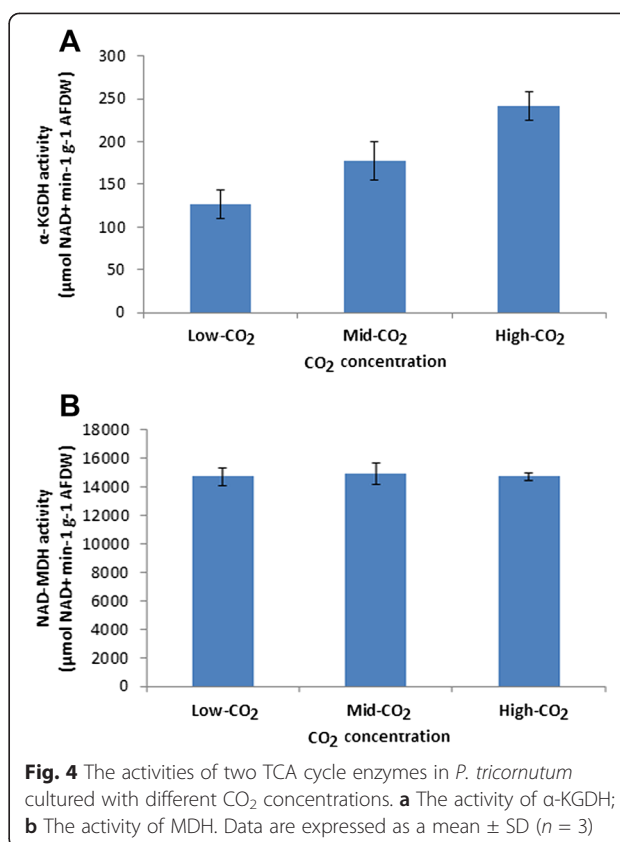 A
α-KGDH activity
(µmol NAD+ min-1 g-1 AFDW)
300
250
200
150
100
50
0
Low-CO₂
Mid-CO₂
High-CO₂
CO₂ concentration
B
NAD-MDH activity
(µmol NAD+ min-1 g-1 AFDW)
18000
16000
14000
12000
10000
8000
6000
4000
2000
0
Low-CO₂
Mid-CO₂
High-CO₂
CO₂ concentration
Fig. 4 The activities of two TCA cycle enzymes in P. tricornutum
cultured with different CO₂ concentrations. a The activity of α-KGDH;
b The activity of MDH. Data are expressed as a mean ± SD (n = 3)